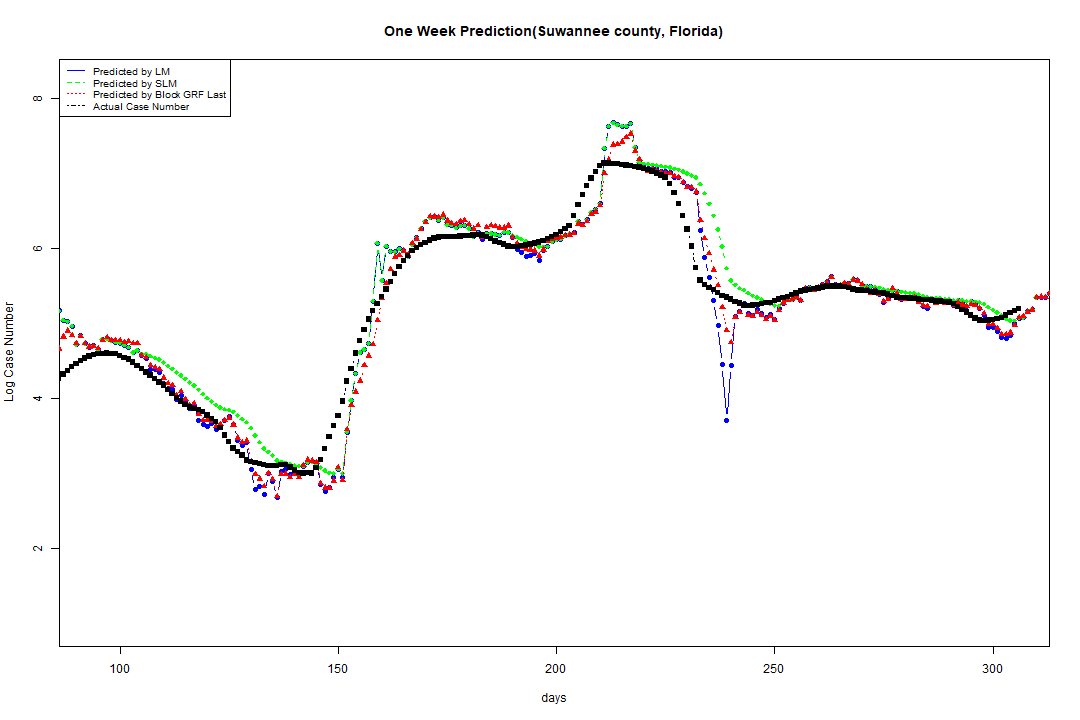 One Week Prediction(Suwannee county, Florida)
Predicted by LM
Predicted by SLM
Predicted by Block GRF Last
Actual Case Number
8
6
4
2
Log Case Number
100 150 200 250 300
days